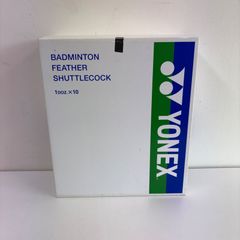 BADMINTON
FEATHER
SHUTTLECOCK
1DOZ.×10
YONEX